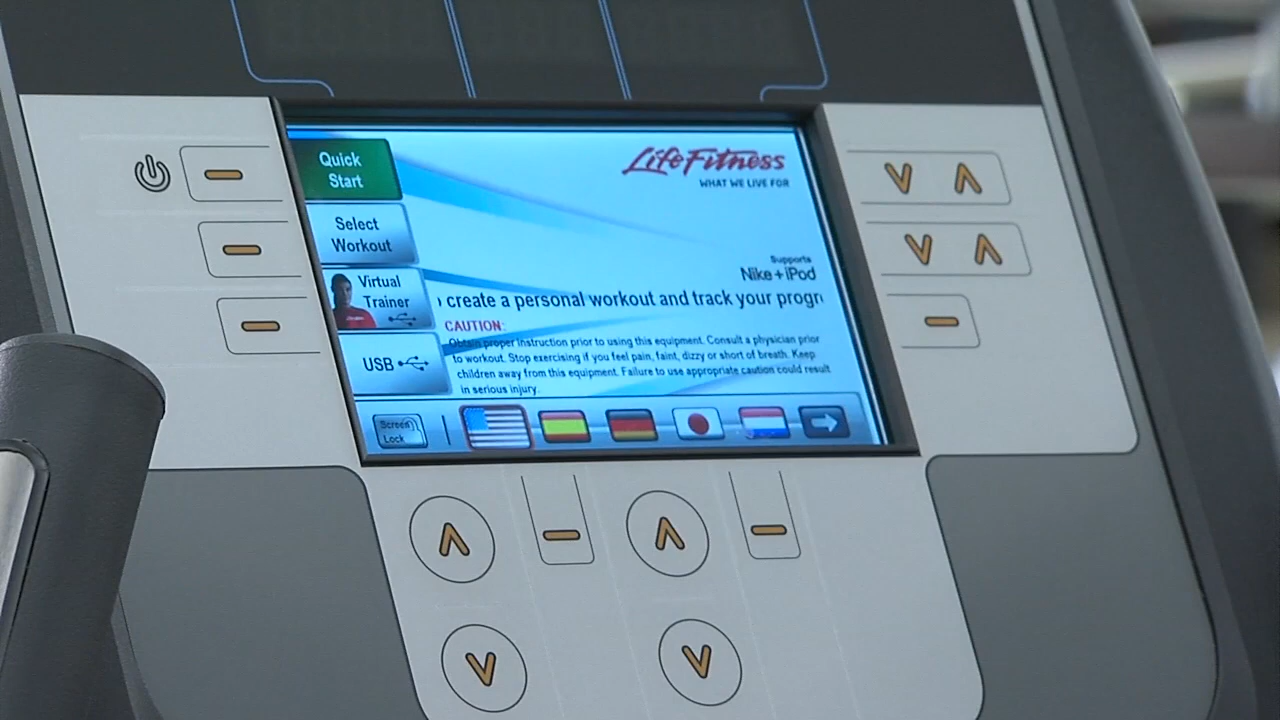 Quick
Start
LifeFitness
WHAT WE LIVE FOR
Select
Workout
Supports
Nike+iPod
Virtual
Trainer
create a personal workout and track your progr
CAUTION:
Obtain proper instruction prior to using this equipment. Consult a physician prior
to workout. Stop exercising if you feel pain, faint, dizzy or short of breath. Keep
children away from this equipment. Failure to use appropriate caution could result
in serious injury.
USB
Screen
Lock